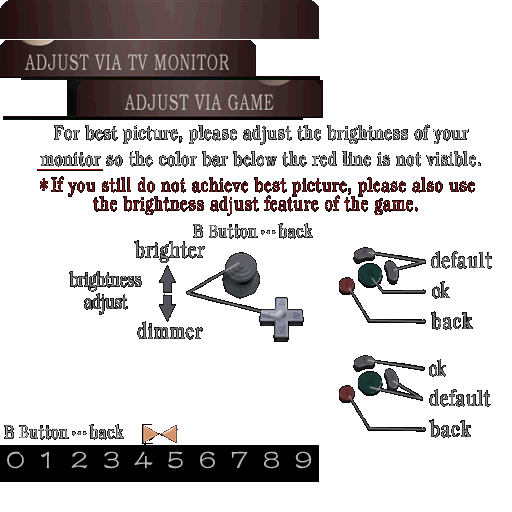 ADJUST VIA TV MONITOR
ADJUST VIA GAME
For best picture, please adjust the brightness of your
monitor so the color bar below the red line is not visible.
*If you still do not achieve best picture, please also use
the brightness adjust feature of the game.
B Button ··· back
brighter
brightness
adjust
dimmer
default
ok
back
ok
default
back
B Button ··· back
0 1 2 3 4 5 6 7 8 9